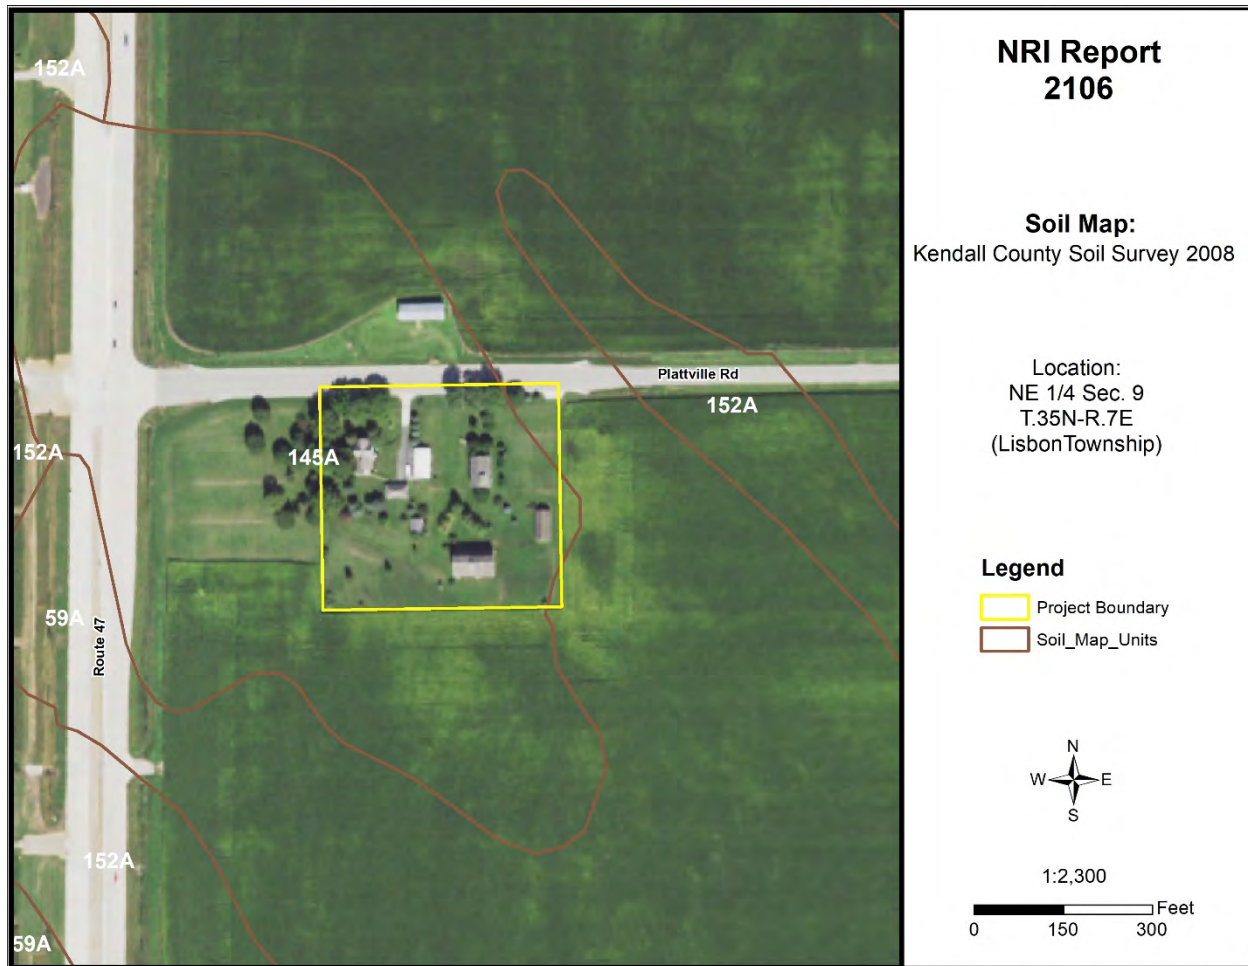 152A
Plattville Rd
152A
145A
152A
59A
Route 47
152A
59A
NRI Report
2106
Soil Map:
Kendall County Soil Survey 2008
Location:
NE 1/4 Sec. 9
T.35N-R.7E
(LisbonTownship)
Legend
Project Boundary
Soil_Map_Units
N
W E
S
1:2,300
Feet
0 150 300